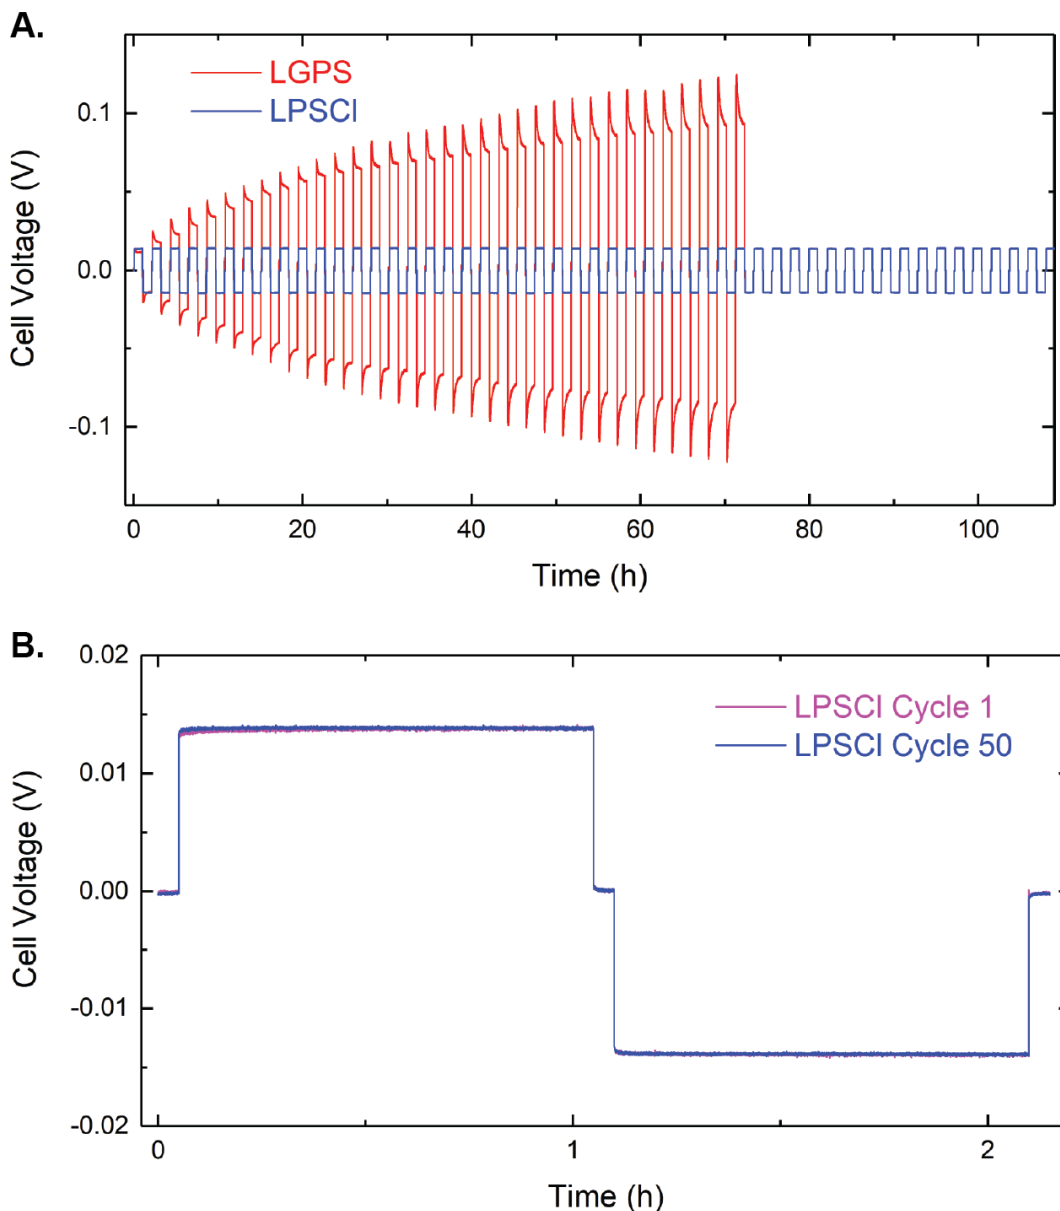 A.
LGPS
LPSCl
0.1
0.0
-0.1
Cell Voltage (V)
0 20 40 60 80 100
Time (h)
B.
0.02
LPSCl Cycle 1
LPSCl Cycle 50
0.01
0.00
-0.01
-0.02
Cell Voltage (V)
0 1 2
Time (h)